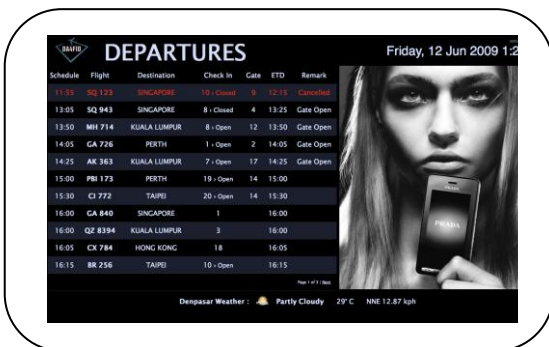 DEPARTURES
Friday, 12 Jun 2009 1:2
Schedule Flight Destination Check In Gate ETD Remark
11:55 SQ 123 SINGAPORE 10 › Closed 9 12:15 Cancelled
13:05 SQ 943 SINGAPORE 8 › Closed 4 13:25 Gate Open
13:50 MH 714 KUALA LUMPUR 8 › Open 12 13:50 Gate Open
14:05 GA 726 PERTH 1 › Open 2 14:05 Gate Open
14:25 AK 363 KUALA LUMPUR 7 › Open 17 14:25 Gate Open
15:00 PBI 173 PERTH 19 › Open 14 15:00
15:30 CI 772 TAIPEI 20 › Open 14 15:30
16:00 GA 840 SINGAPORE 1 16:00
16:00 QZ 8394 KUALA LUMPUR 3 16:00
16:05 CX 784 HONG KONG 18 16:05
16:15 BR 256 TAIPEI 10 › Open 16:15
Page 1 of 3 | Next
PRADA
Denpasar Weather : Partly Cloudy 29° C NNE 12.87 kph